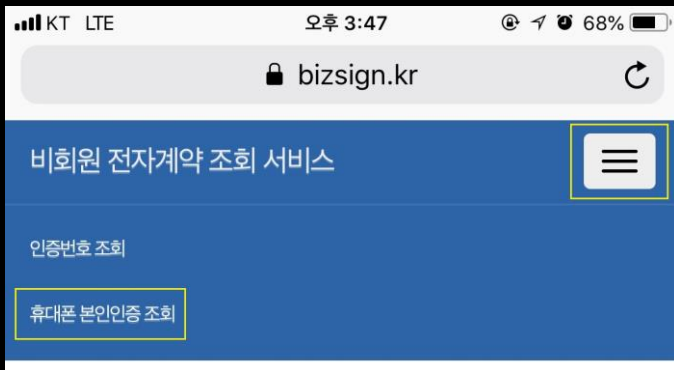 KT LTE 오후 3:47 68%
bizsign.kr
비회원 전자계약 조회 서비스
인증번호 조회
휴대폰 본인인증 조회